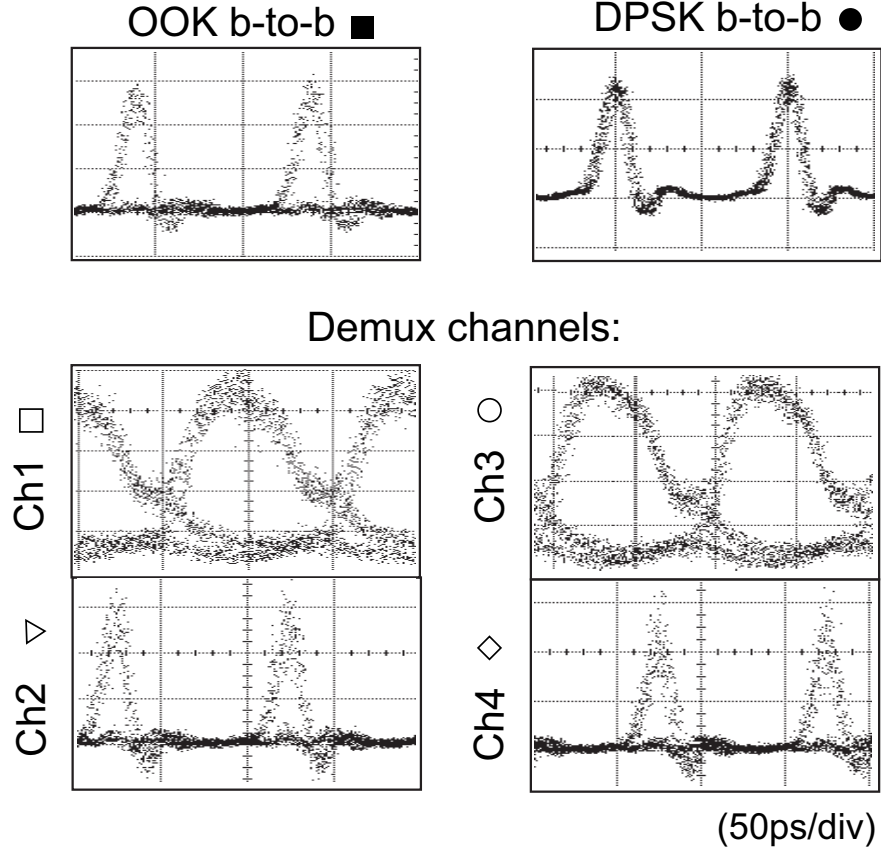 OOK b-to-b ■
DPSK b-to-b ●
Demux channels:
Ch1 □
Ch3 ○
Ch2 ▽
Ch4 ◇
(50ps/div)